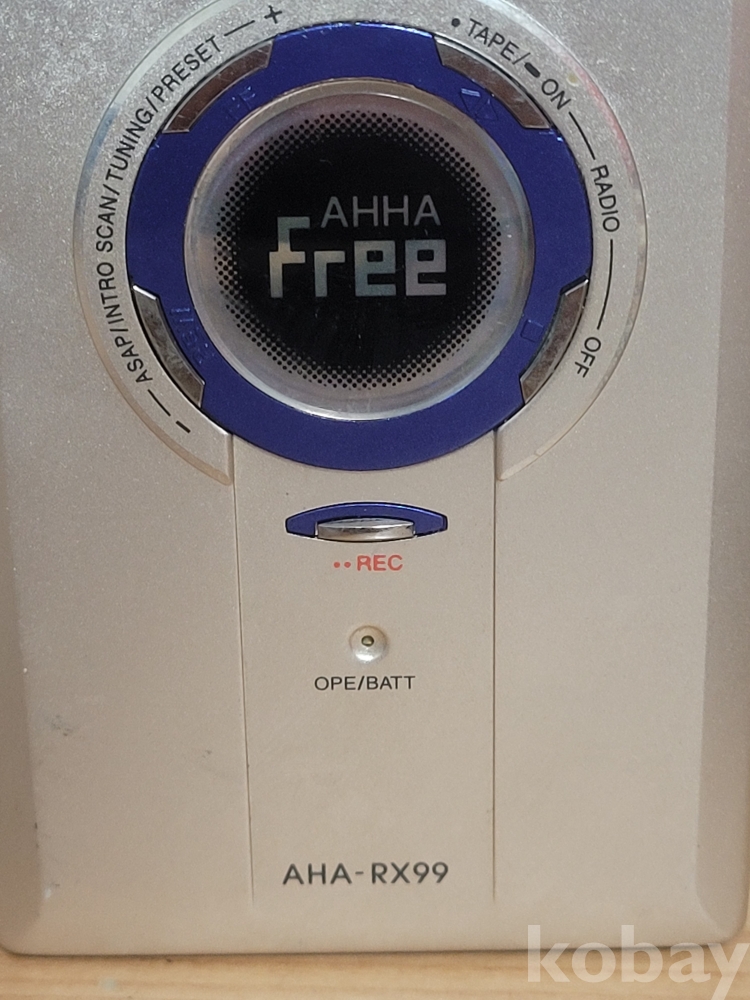 – ASAP/INTRO SCAN/TUNING/PRESET — +
• TAPE/ ON — RADIO — OFF
AHHA
Free
•• REC
OPE/BATT
AHA-RX99
kobay